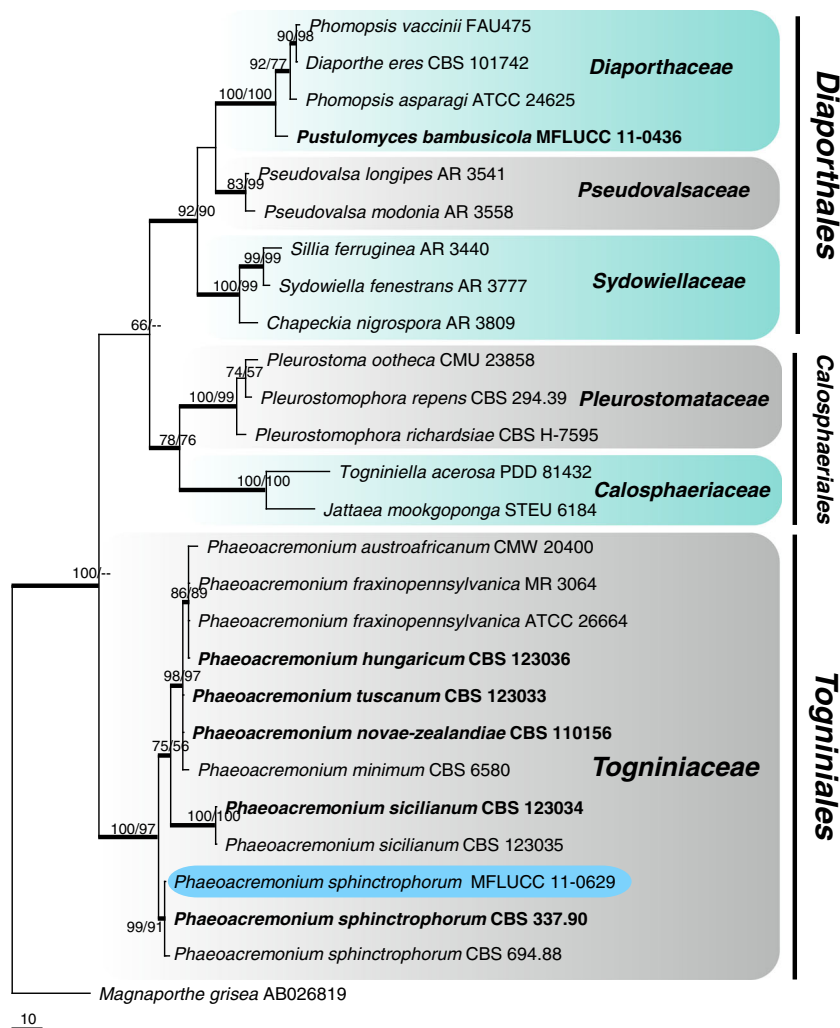 Phomopsis vaccinii FAU475
90/98
Diaporthe eres CBS 101742
92/77
Diaporthaceae
Phomopsis asparagi ATCC 24625
100/100
Pustulomyces bambusicola MFLUCC 11-0436
Diaporthales
Pseudovalsa longipes AR 3541
83/99
Pseudovalsaceae
Pseudovalsa modonia AR 3558
92/90
Sillia ferruginea AR 3440
99/99
Sydowiella fenestrans AR 3777
100/99
Sydowiellaceae
Chapeckia nigrospora AR 3809
66/--
Pleurostoma ootheca CMU 23858
74/57
Pleurostomophora repens CBS 294.39
100/99
Pleurostomataceae
Pleurostomophora richardsiae CBS H-7595
78/76
Calosphaeriales
Togniniella acerosa PDD 81432
100/100
Calosphaeriaceae
Jattaea mookgoponga STEU 6184
Phaeoacremonium austroafricanum CMW 20400
100/--
86/89
Phaeoacremonium fraxinopennsylvanica MR 3064
Phaeoacremonium fraxinopennsylvanica ATCC 26664
Phaeoacremonium hungaricum CBS 123036
98/97
Phaeoacremonium tuscanum CBS 123033
Phaeoacremonium novae-zealandiae CBS 110156
75/56
Phaeoacremonium minimum CBS 6580
Togniniaceae
Togniniales
Phaeoacremonium sicilianum CBS 123034
100/100
100/97
Phaeoacremonium sicilianum CBS 123035
Phaeoacremonium sphinctrophorum MFLUCC 11-0629
Phaeoacremonium sphinctrophorum CBS 337.90
99/91
Phaeoacremonium sphinctrophorum CBS 694.88
Magnaporthe grisea AB026819
10